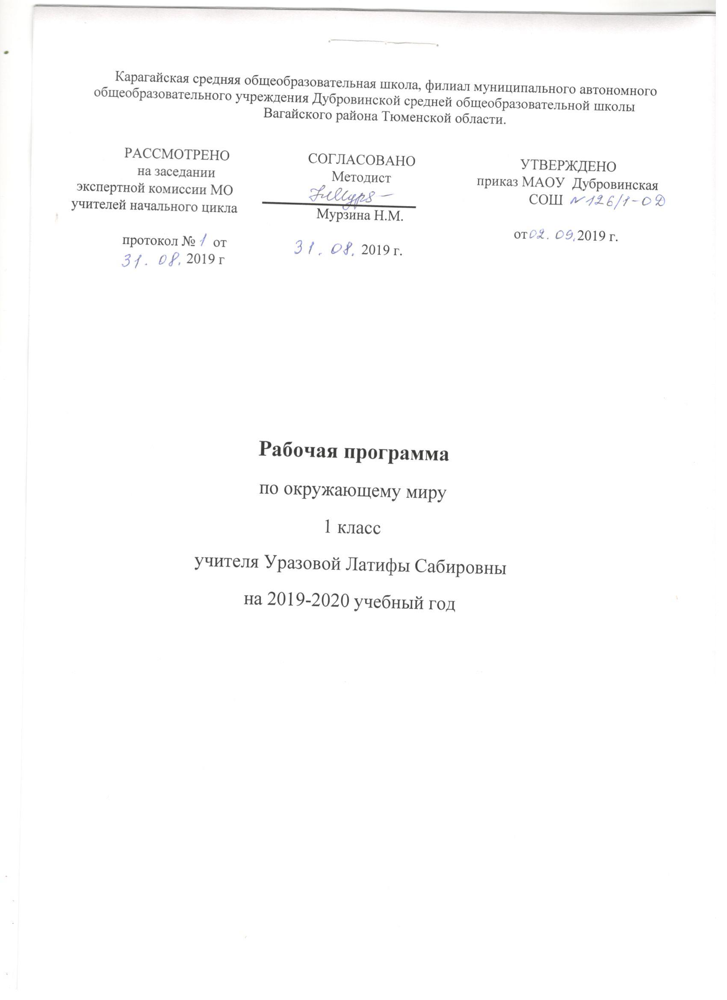 Карагайская средняя общеобразовательная школа, филиал муниципального автономного
общеобразовательного учреждения Дубровинской средней общеобразовательной школы
Вагайского района Тюменской области.
РАССМОТРЕНО
на заседании
экспертной комиссии МО
учителей начального цикла
протокол № 1 от
31. 08. 2019 г
СОГЛАСОВАНО
Методист
Мурзина Н.М.
31. 08. 2019 г.
УТВЕРЖДЕНО
приказ МАОУ Дубровинская
СОШ №126/1-ОД
от 02. 09. 2019 г.
Рабочая программа
по окружающему миру
1 класс
учителя Уразовой Латифы Сабировны
на 2019-2020 учебный год